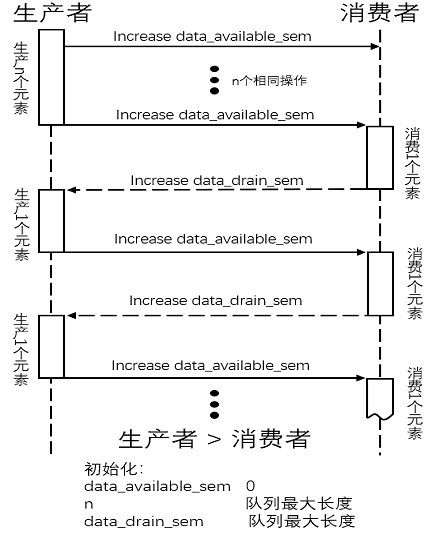 生产者
消费者
Increase data_available_sem
生产n个元素
n个相同操作
Increase data_available_sem
消费1个元素
Increase data_drain_sem
生产1个元素
Increase data_available_sem
消费1个元素
Increase data_drain_sem
生产1个元素
Increase data_available_sem
消费1个元素
生产者 > 消费者
初始化:
data_available_sem 0
n 队列最大长度
data_drain_sem 队列最大长度